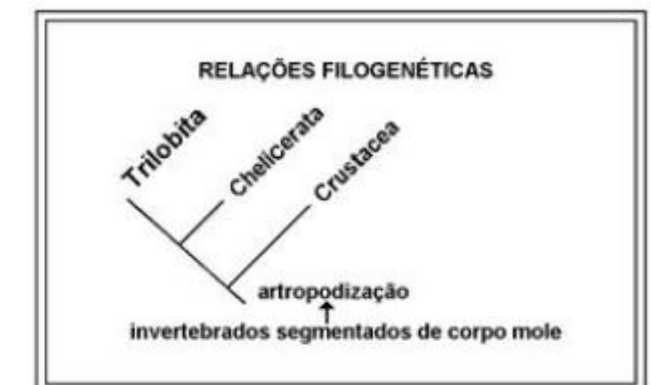 RELAÇÕES FILOGENÉTICAS
Trilobita
Chelicerata
Crustacea
artropodização
invertebrados segmentados de corpo mole